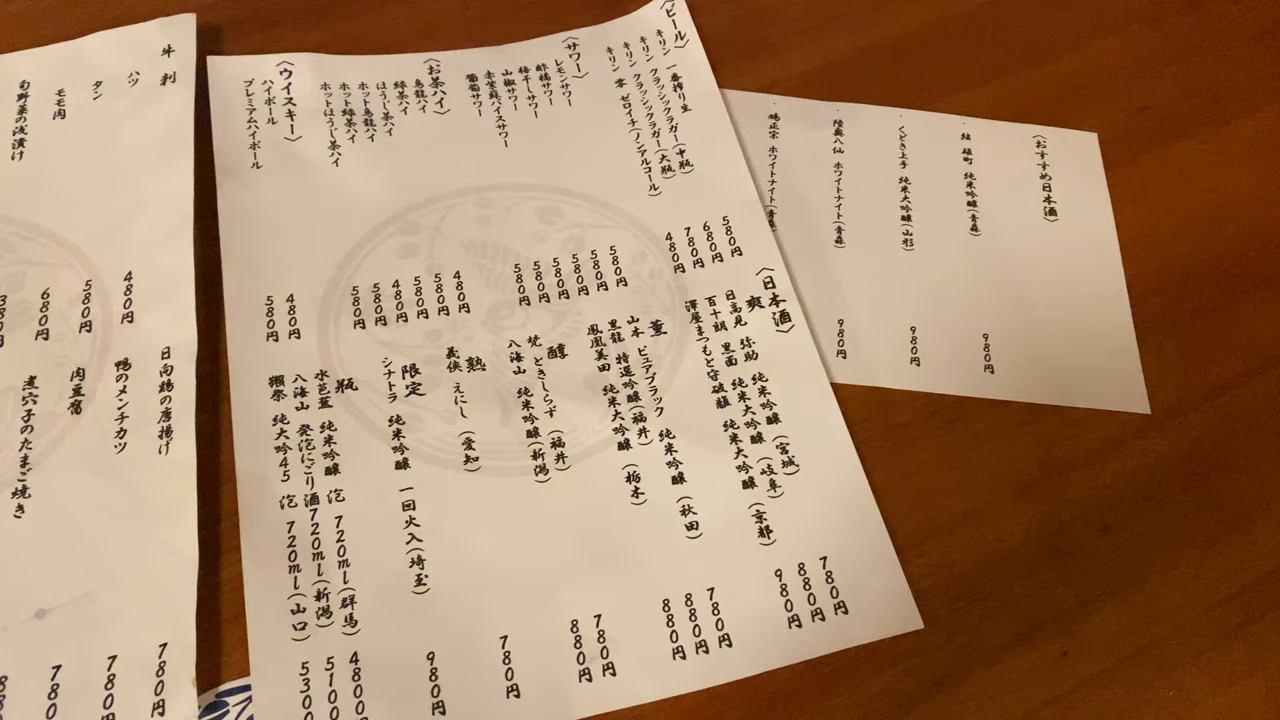 〈おすすめ日本酒〉
結 雄町 純米吟醸(青森) 980円
くどき上手 純米大吟醸(山形) 980円
陸奥八仙 ホワイトナイト(青森) 980円
鳩正宗 ホワイトナイト(青森)
〈ビール〉
キリン 一番搾り生 580円
キリン クラッシックラガー(中瓶) 680円
キリン クラッシックラガー(大瓶) 780円
キリン 零 ゼロイチ(ノンアルコール) 480円
〈サワー〉
レモンサワー 580円
酢橘サワー 580円
梅干しサワー 580円
山椒サワー 580円
赤紫蘇バイスサワー 580円
葡萄サワー 580円
〈お茶ハイ〉
烏龍ハイ 480円
緑茶ハイ 580円
ほうじ茶ハイ 580円
ホット烏龍ハイ 480円
ホット緑茶ハイ 580円
ホットほうじ茶ハイ 580円
〈ウイスキー〉
ハイボール 480円
プレミアムハイボール 580円
〈日本酒〉
爽
日高見 弥助 純米吟醸(宮城) 780円
百十郎 黒面 純米大吟醸(岐阜) 880円
澤屋まつもと守破離 純米大吟醸(京都) 980円
薫
山本 ピュアブラック 純米吟醸(秋田) 780円
黒龍 特選吟醸(福井) 880円
鳳凰美田 純米大吟醸(栃木) 880円
醇
梵 ときしらず(福井) 780円
八海山 純米吟醸(新潟) 880円
熟
義侠 えにし(愛知) 780円
限定
シナトラ 純米吟醸 一回火入(埼玉) 980円
瓶
水芭蕉 純米吟醸 720ml(群馬) 4800
八海山 発泡にごり酒 720ml(新潟) 5100
獺祭 純大吟45 720ml(山口) 5300
牛刺
ハツ 480円
タン 580円
モモ肉 680円
旬野菜の浅漬け 380円
日向鶏の唐揚げ 780円
鴨のメンチカツ 780円
肉豆腐 780
煮穴子のたまご焼き 880